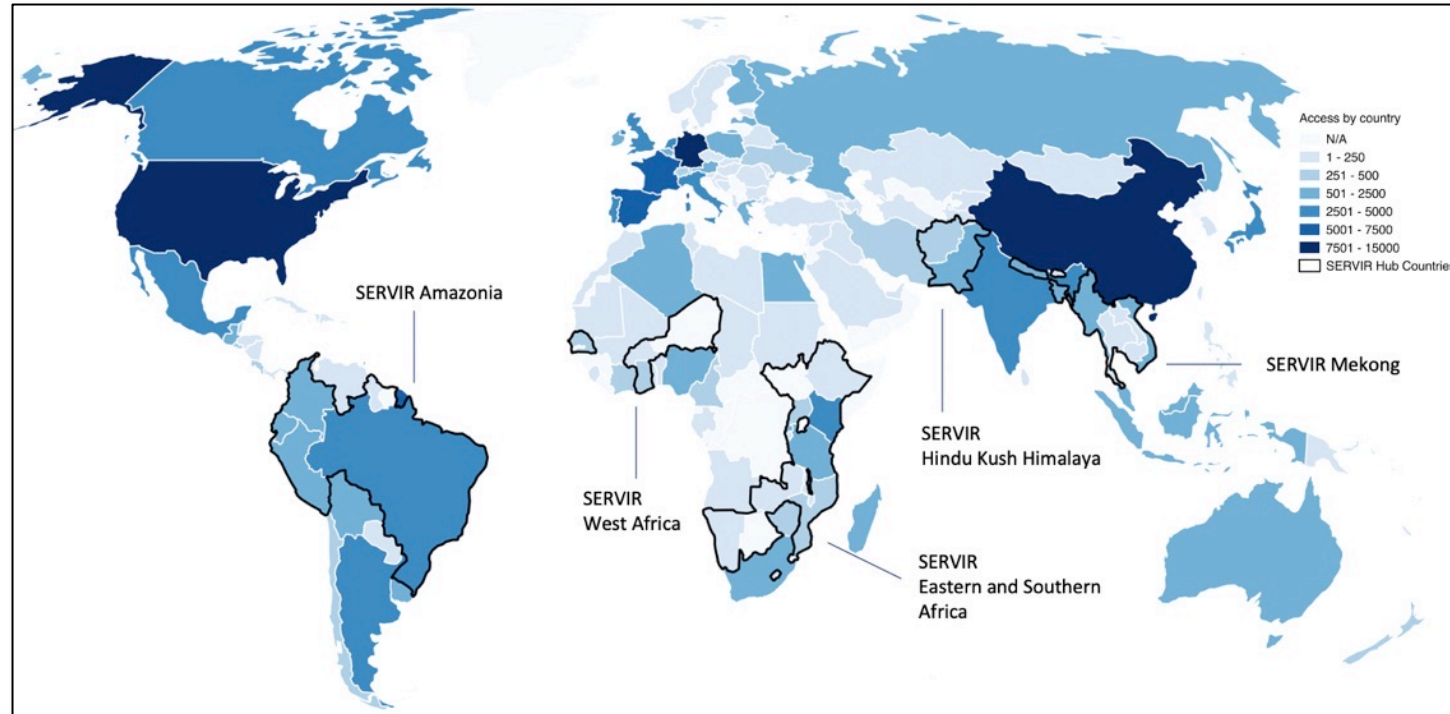 Access by country
N/A
1 - 250
251 - 500
501 - 2500
2501 - 5000
5001 - 7500
7501 - 15000
SERVIR Hub Countries
SERVIR Amazonia
SERVIR Mekong
SERVIR
Hindu Kush Himalaya
SERVIR
West Africa
SERVIR
Eastern and Southern
Africa